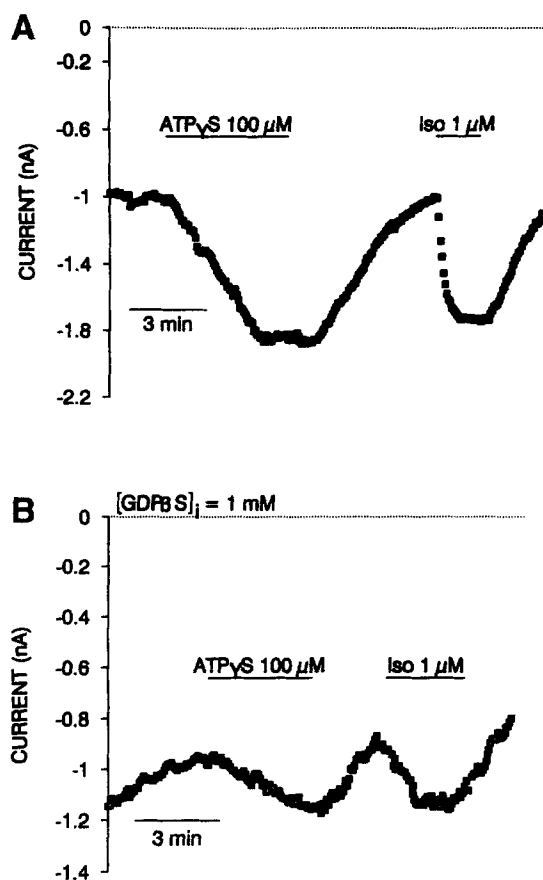 A
0
-0.2
-0.6
-1
-1.4
-1.8
-2.2
CURRENT (nA)
ATPγS 100 µM
Iso 1 µM
3 min
B
[GDPβS]i = 1 mM
0
-0.2
-0.4
-0.6
-0.8
-1
-1.2
-1.4
CURRENT (nA)
ATPγS 100 µM
Iso 1 µM
3 min